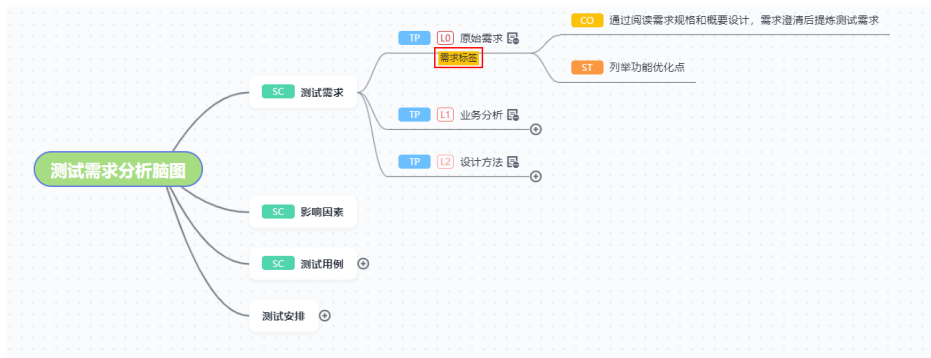 测试需求分析脑图
SC 测试需求
TP L0 原始需求
需求标签
CO 通过阅读需求规格和概要设计，需求澄清后提炼测试需求
ST 列举功能优化点
TP L1 业务分析
TP L2 设计方法
SC 影响因素
SC 测试用例
测试安排